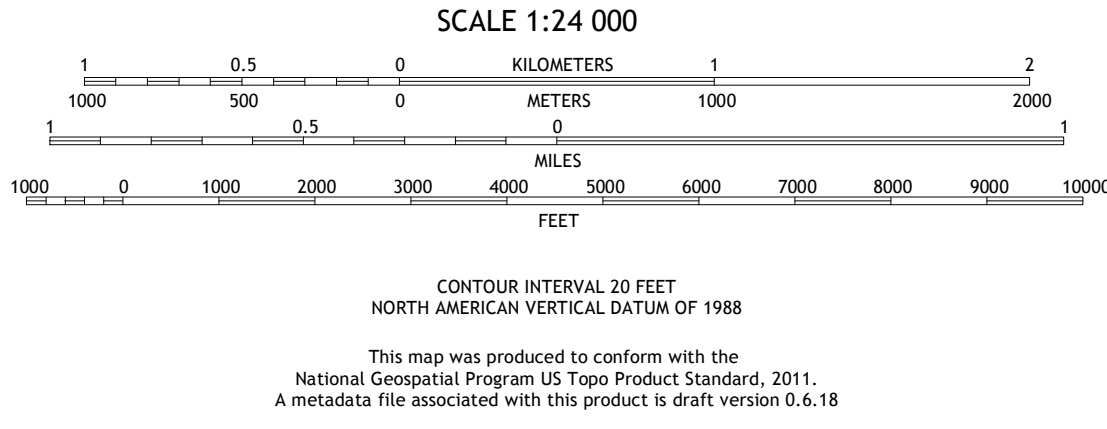 SCALE 1:24 000
1 0.5 0 KILOMETERS 1 2
1000 500 0 METERS 1000 2000
1 0.5 0 1
MILES
1000 0 1000 2000 3000 4000 5000 6000 7000 8000 9000 10000
FEET
CONTOUR INTERVAL 20 FEET
NORTH AMERICAN VERTICAL DATUM OF 1988
This map was produced to conform with the
National Geospatial Program US Topo Product Standard, 2011.
A metadata file associated with this product is draft version 0.6.18